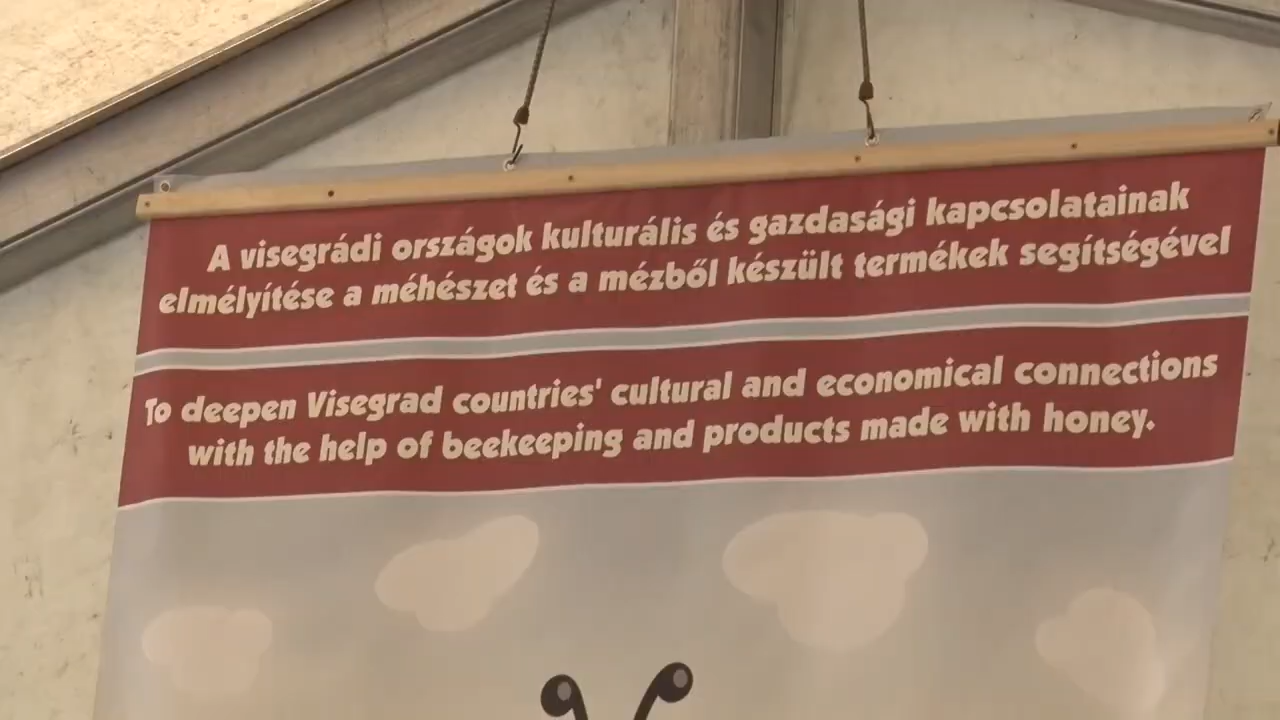 A visegrádi országok kulturális és gazdasági kapcsolatainak
elmélyítése a méhészet és a mézből készült termékek segítségével
To deepen Visegrad countries' cultural and economical connections
with the help of beekeeping and products made with honey.